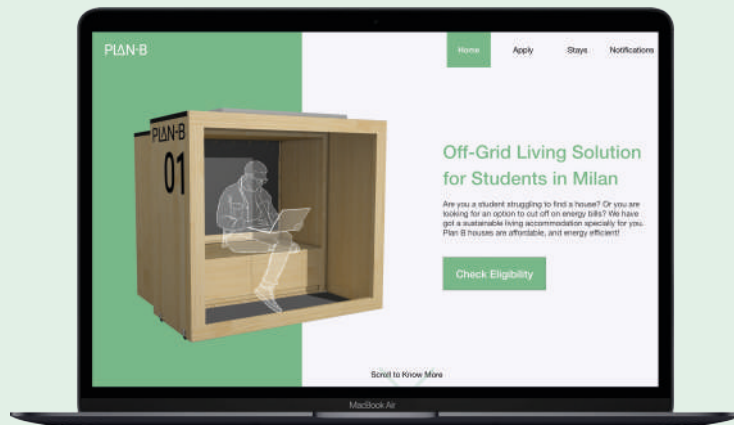 PLAN-B
Home Apply Stays Notifications
PLAN-B
01
Off-Grid Living Solution
for Students in Milan
Are you a student struggling to find a house? Or you are
looking for an option to cut off on energy bills? We have
got a sustainable living accommodation specially for you.
Plan B houses are affordable, and energy efficient!
Check Eligibility
Scroll to Know More
MacBook Air